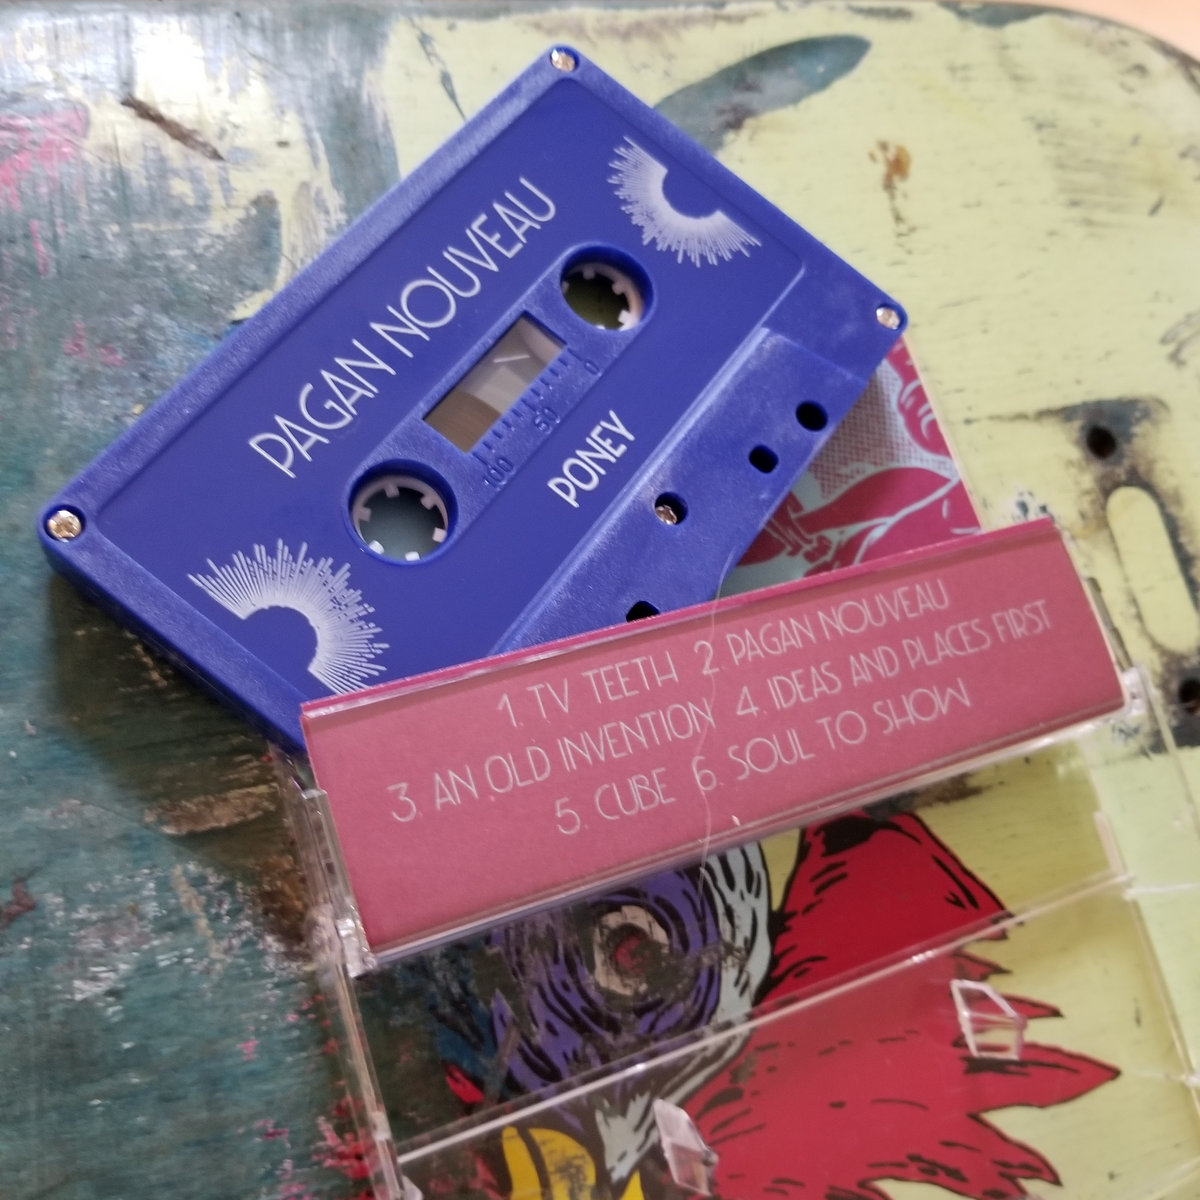 PAGAN NOUVEAU
100 50 0
PONEY
1. TV TEETH 2. PAGAN NOUVEAU
3. AN OLD INVENTION 4. IDEAS AND PLACES FIRST
5. CUBE 6. SOUL TO SHOW